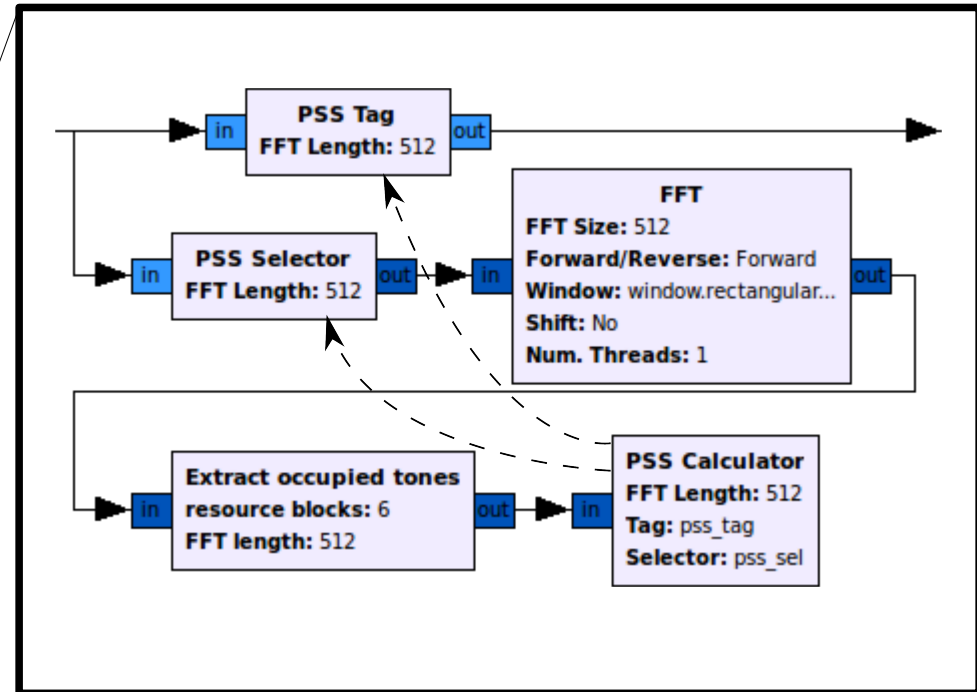 in
PSS Tag
FFT Length: 512
out
in
PSS Selector
FFT Length: 512
out
in
FFT
FFT Size: 512
Forward/Reverse: Forward
Window: window.rectangular...
Shift: No
Num. Threads: 1
out
in
Extract occupied tones
resource blocks: 6
FFT length: 512
out
in
PSS Calculator
FFT Length: 512
Tag: pss_tag
Selector: pss_sel